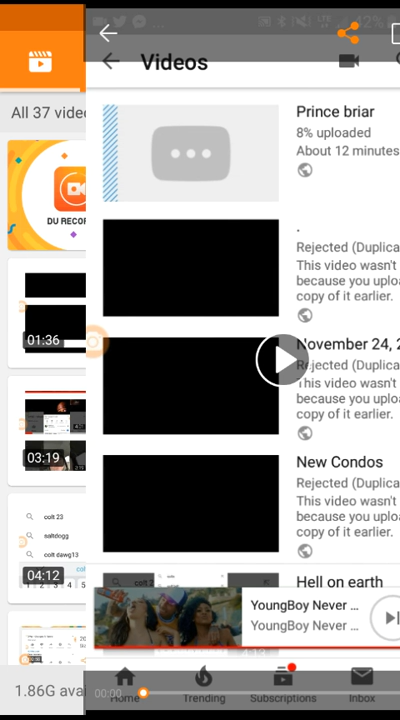 42%
Videos
All 37 vide
Prince briar
8% uploaded
About 12 minutes
DU RECOR
.
Rejected (Duplica
This video wasn't
because you uploa
copy of it earlier.
01:36
November 24, 2
Rejected (Duplica
This video wasn't
because you uploa
copy of it earlier.
03:19
New Condos
Rejected (Duplica
This video wasn't
because you uploa
copy of it earlier.
colt 23
saltdogg
colt dawg13
04:12
Hell on earth
YoungBoy Never ...
YoungBoy Never ...
1.86G avai
00:00
Home
Trending
Subscriptions
Inbox